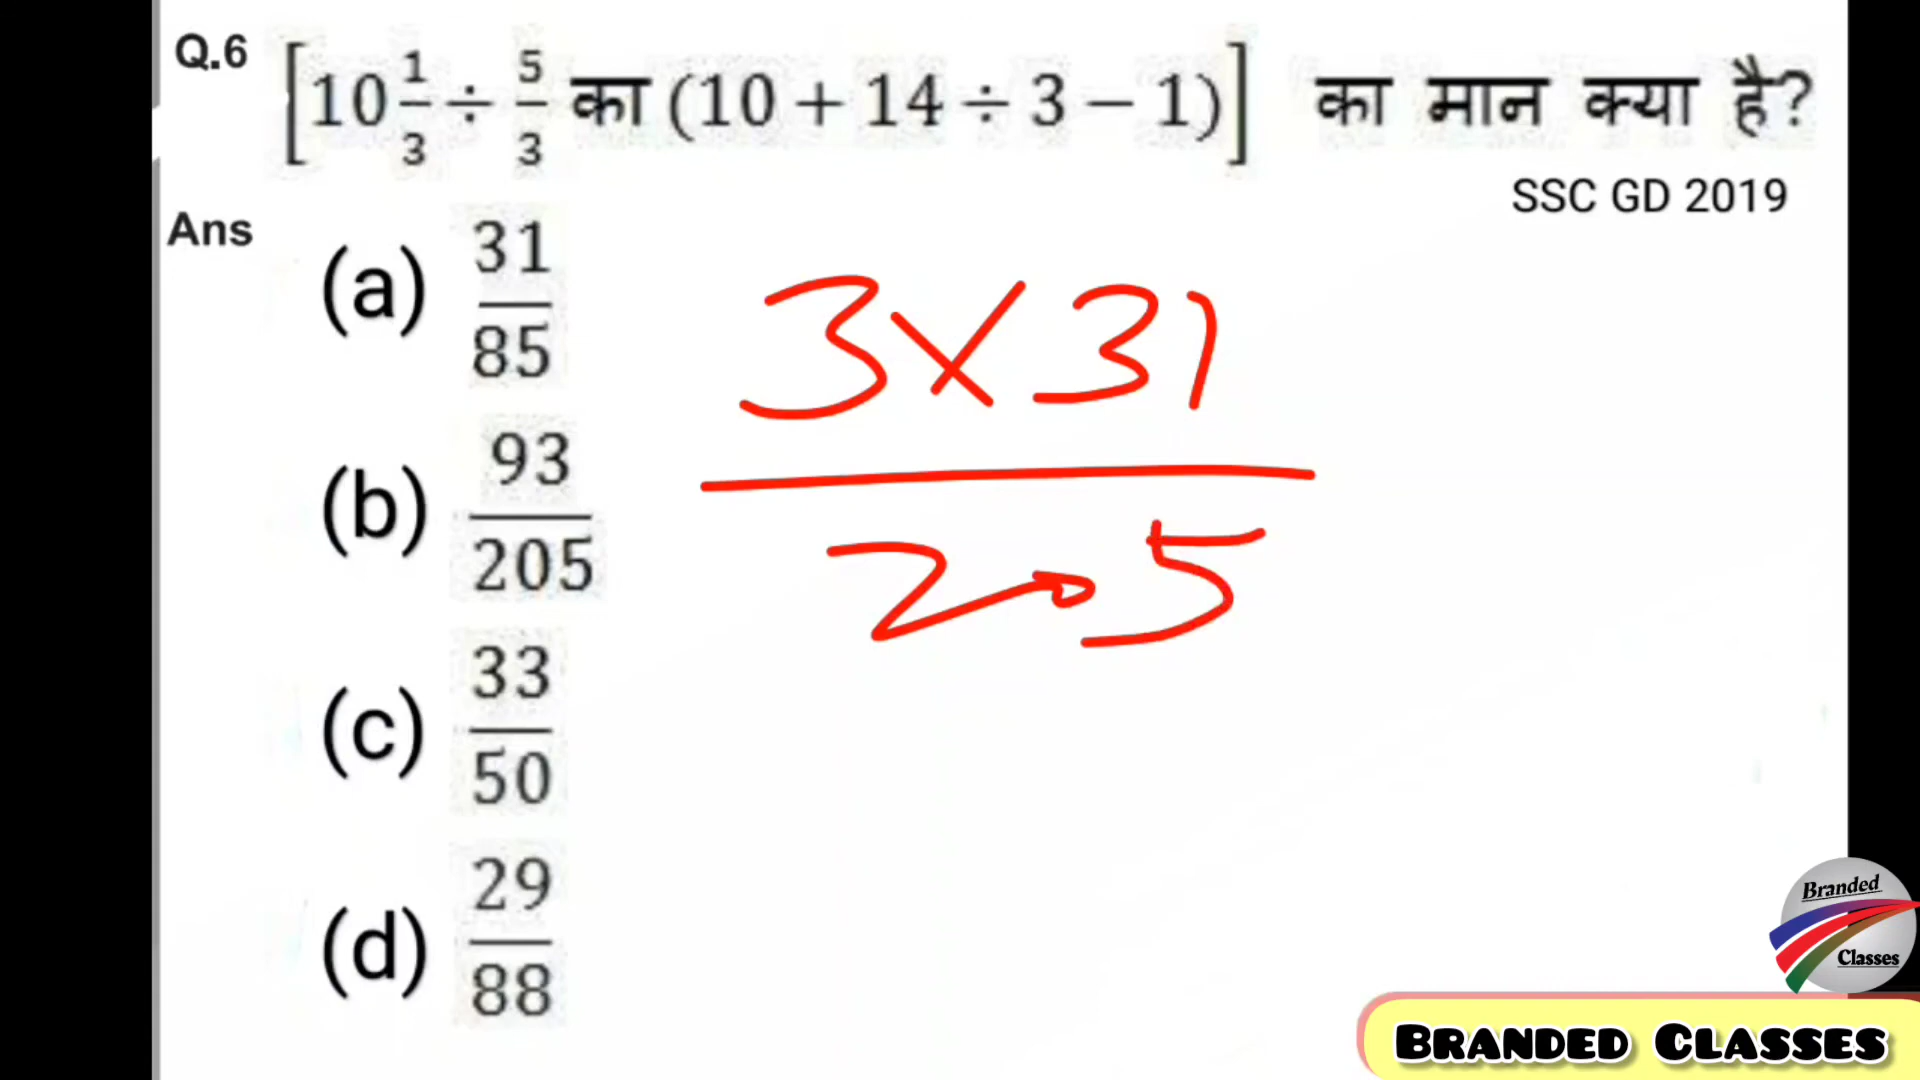 Q.6 [10 1/3 ÷ 5/3 का (10 + 14 ÷ 3 − 1)] का मान क्या है?
SSC GD 2019
Ans
(a) 31/85
(b) 93/205
(c) 33/50
(d) 29/88
3×31
205
Branded
Classes
BRANDED CLASSES